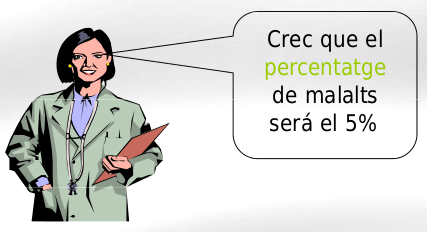 Crec que el
percentatge
de malalts
será el 5%